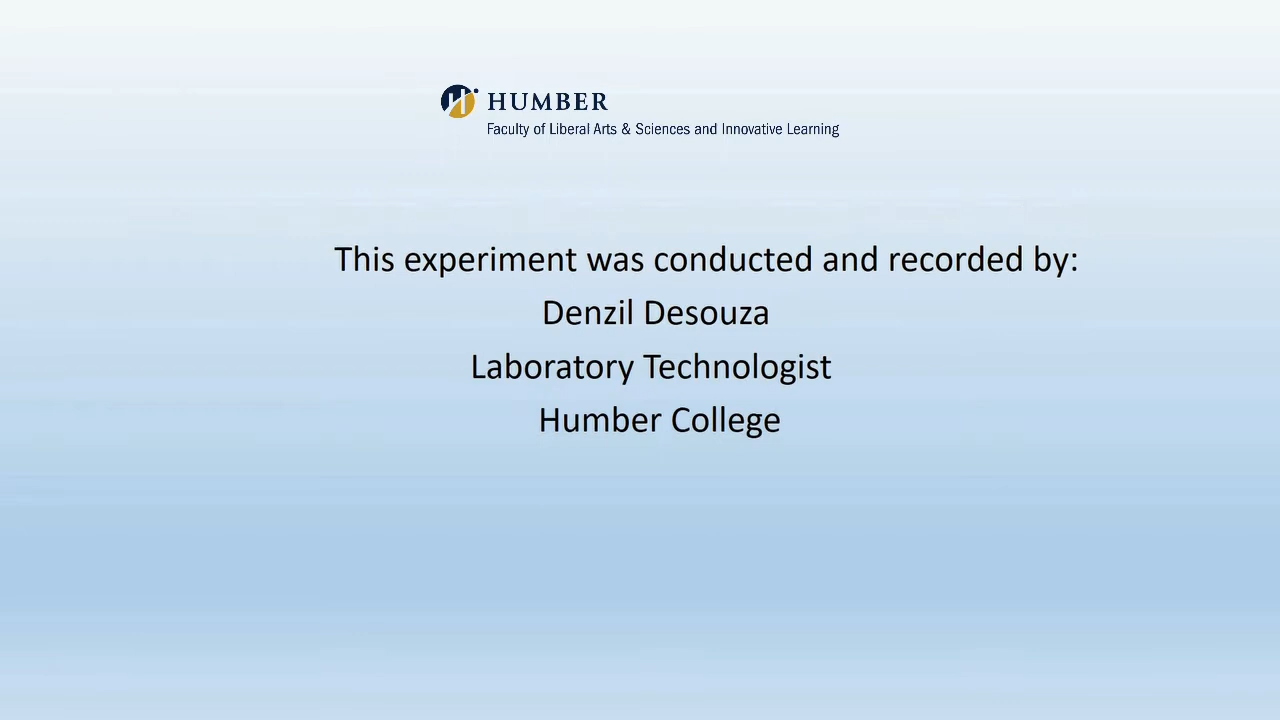 HUMBER
Faculty of Liberal Arts & Sciences and Innovative Learning
This experiment was conducted and recorded by:
Denzil Desouza
Laboratory Technologist
Humber College